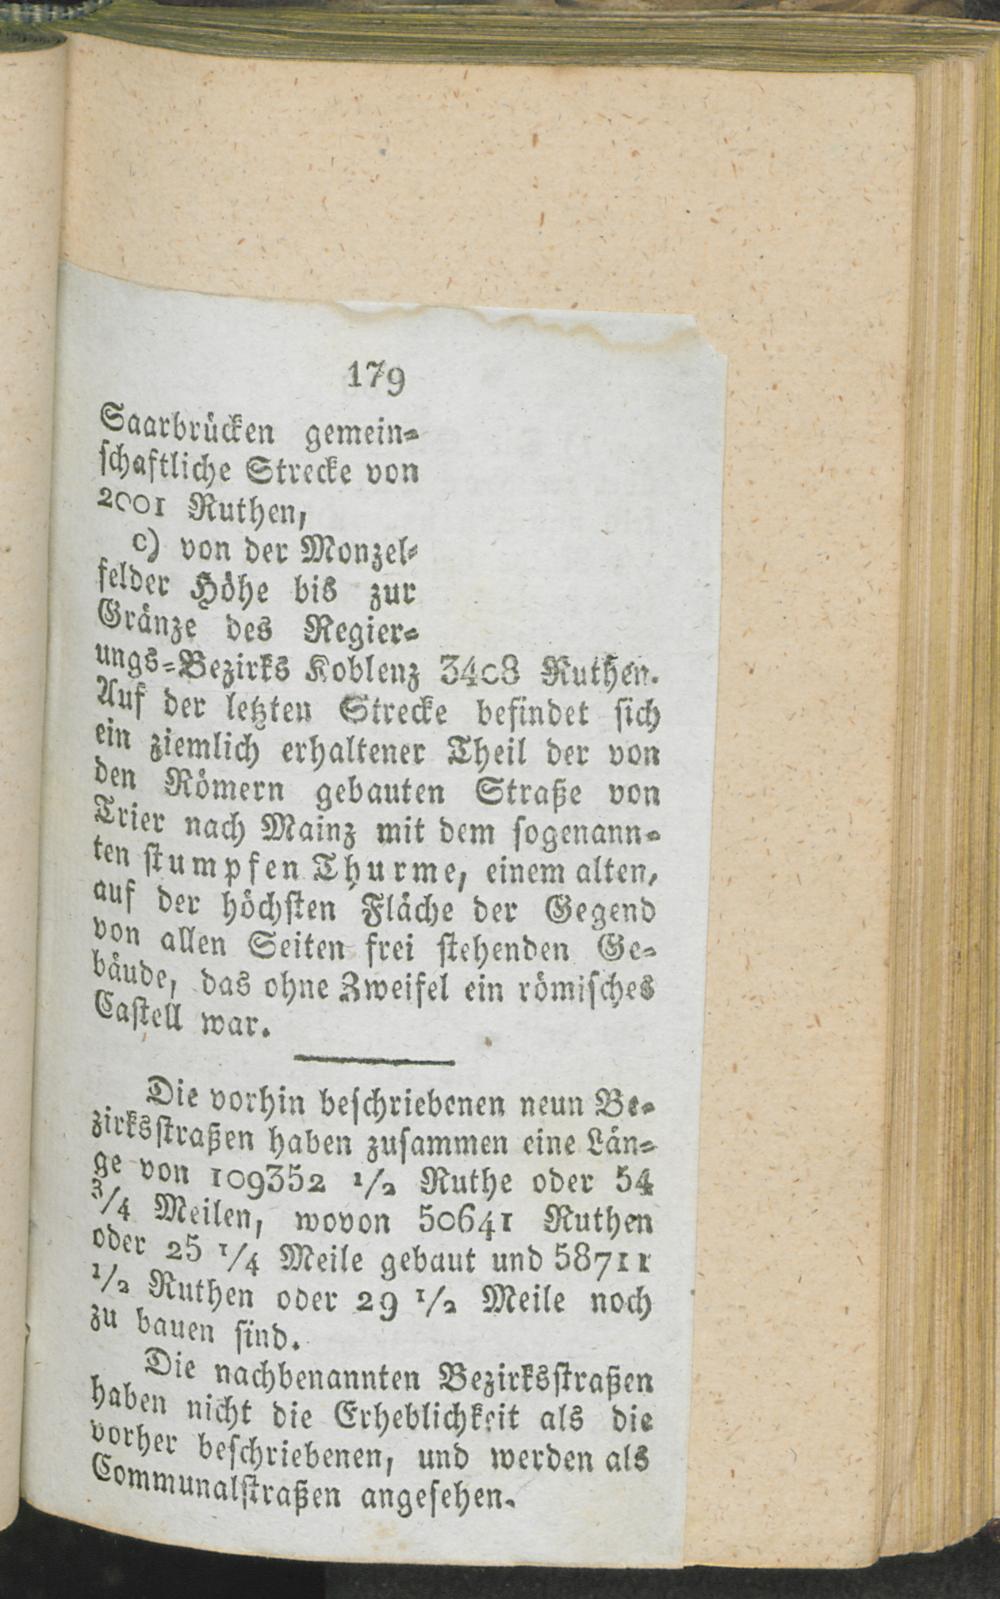 179
Saarbrücken gemein=
schaftliche Strecke von
2001 Ruthen,
c) von der Monzel=
felder Höhe bis zur
Gränze des Regier=
ungs=Bezirks Koblenz 3408 Ruthen.
Auf der letzten Strecke befindet sich
ein ziemlich erhaltener Theil der von
den Römern gebauten Straße von
Trier nach Mainz mit dem sogenann=
ten stumpfen Thurme, einem alten,
auf der höchsten Fläche der Gegend
von allen Seiten frei stehenden Ge=
bäude, das ohne Zweifel ein römisches
Castell war.
Die vorhin beschriebenen neun Be=
zirksstraßen haben zusammen eine Län=
ge von 109352 1/2 Ruthe oder 54
3/4 Meilen, wovon 50641 Ruthen
oder 25 1/4 Meile gebaut und 58711
1/2 Ruthen oder 29 1/2 Meile noch
zu bauen sind.
Die nachbenannten Bezirksstraßen
haben nicht die Erheblichkeit als die
vorher beschriebenen, und werden als
Communalstraßen angesehen.